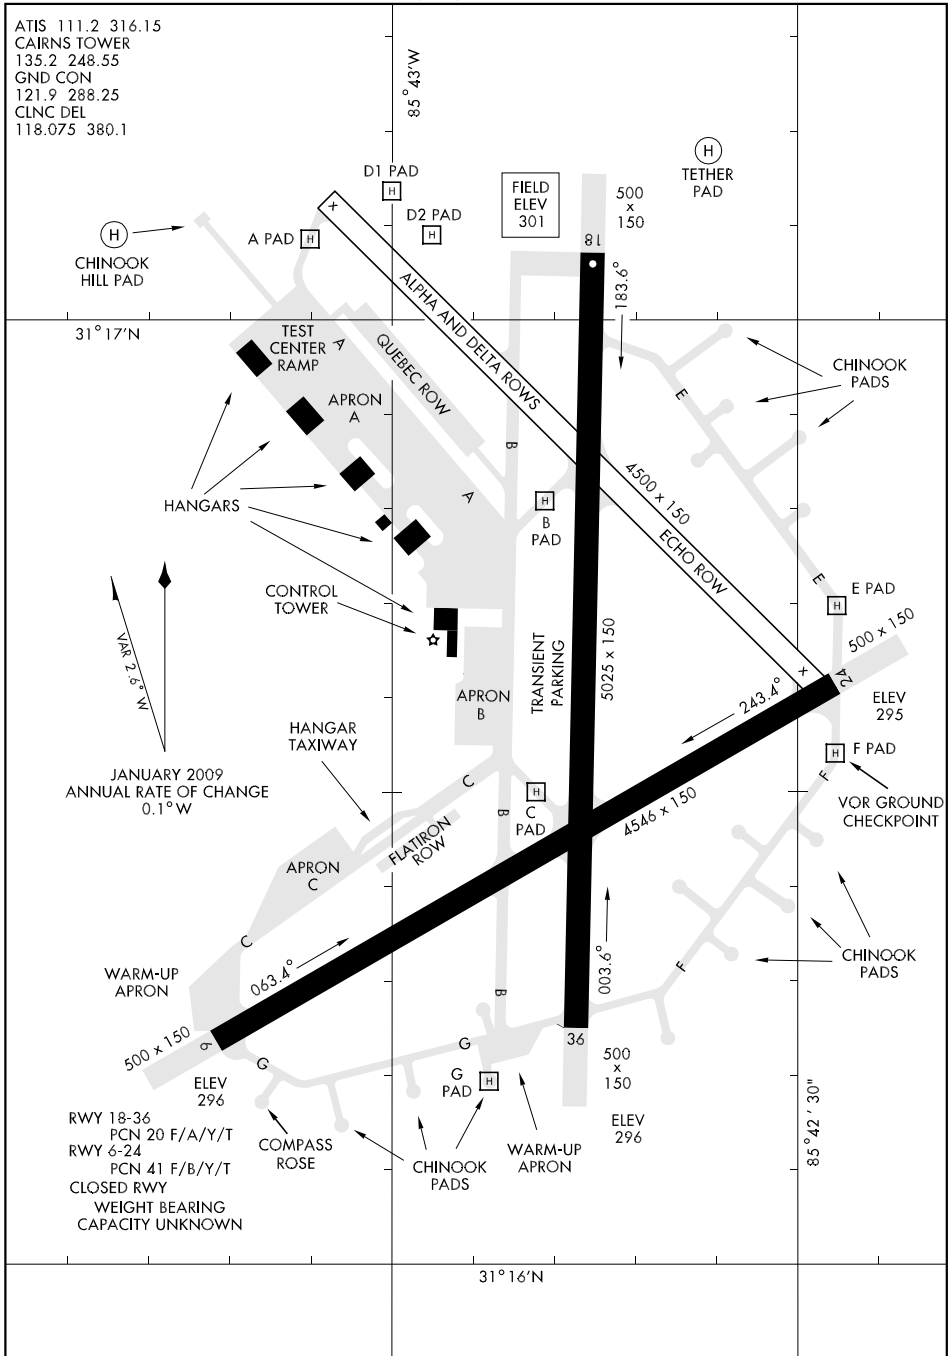 ATIS 111.2 316.15
CAIRNS TOWER
135.2 248.55
GND CON
121.9 288.25
CLNC DEL
118.075 380.1
85°43'W
D1 PAD
H
D2 PAD
H
A PAD
H
H
CHINOOK
HILL PAD
FIELD
ELEV
301
500
x
150
H
TETHER
PAD
x
18
183.6°
31°17'N
TEST
CENTER
RAMP
A
QUEBEC ROW
ALPHA AND DELTA ROWS
APRON
A
E
CHINOOK
PADS
B
A
4500 x 150
HANGARS
H
B
PAD
ECHO ROW
E
E PAD
H
CONTROL
TOWER
VAR 2.6° W
TRANSIENT
PARKING
5025 x 150
500 x 150
x
24
243.4°
ELEV
295
APRON
B
HANGAR
TAXIWAY
JANUARY 2009
ANNUAL RATE OF CHANGE
0.1° W
C
H
F PAD
F
VOR GROUND
CHECKPOINT
B
H
C
PAD
4546 x 150
FLATIRON
ROW
APRON
C
C
063.4°
003.6°
F
CHINOOK
PADS
WARM-UP
APRON
B
500 x 150
6
G
G
36
G
PAD
H
500
x
150
ELEV
296
ELEV
296
RWY 18-36
PCN 20 F/A/Y/T
RWY 6-24
PCN 41 F/B/Y/T
CLOSED RWY
WEIGHT BEARING
CAPACITY UNKNOWN
COMPASS
ROSE
CHINOOK
PADS
WARM-UP
APRON
85°42'30"
31°16'N